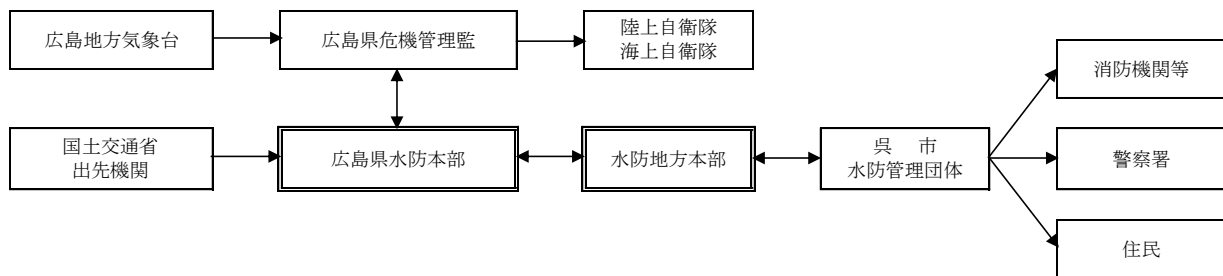 広島地方気象台
広島県危機管理監
陸上自衛隊
海上自衛隊
消防機関等
国土交通省
出先機関
広島県水防本部
水防地方本部
呉　市
水防管理団体
警察署
住民